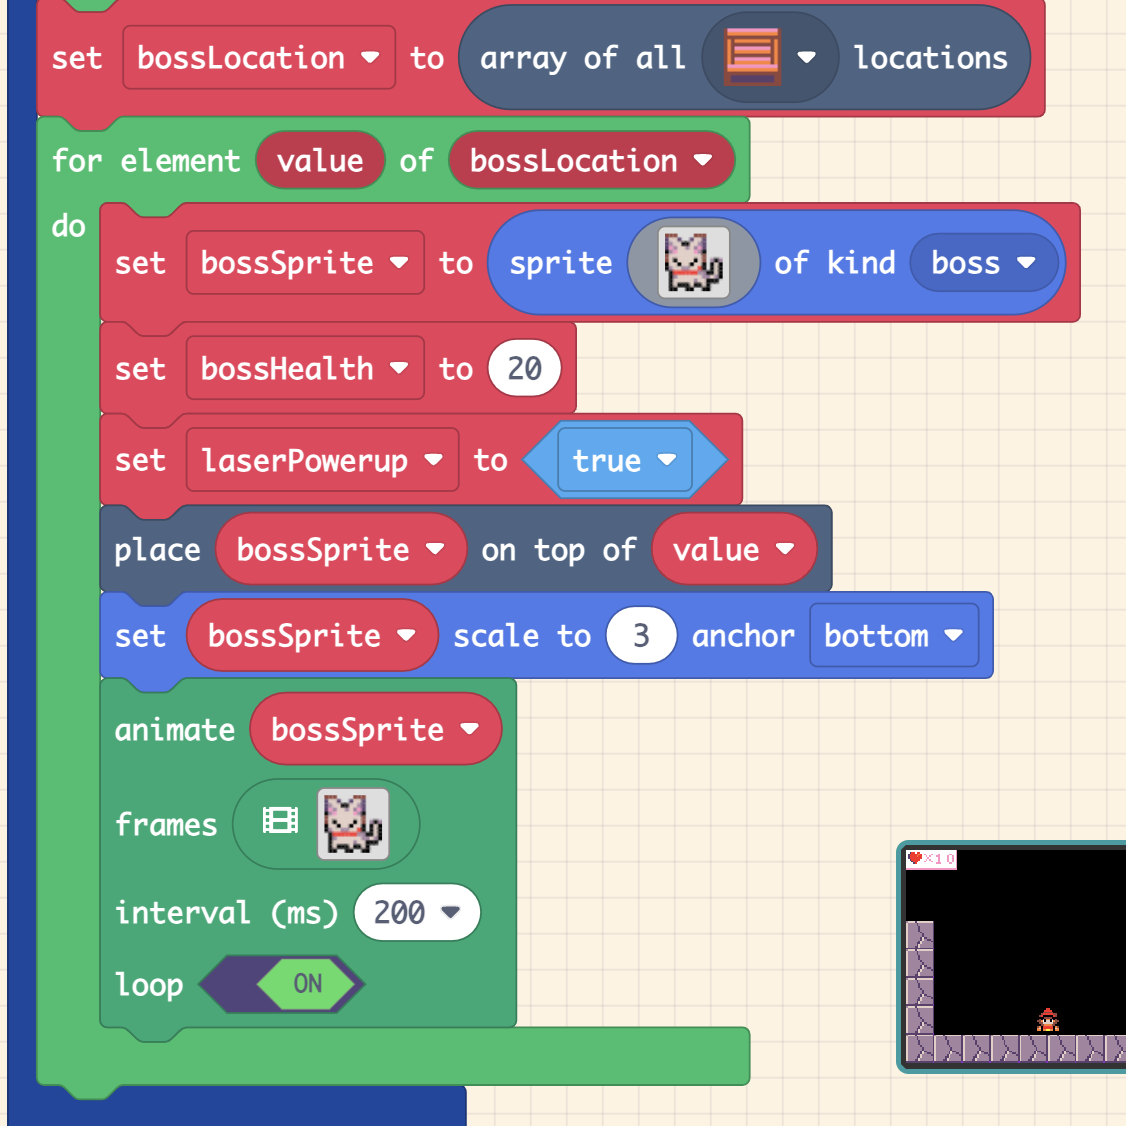 set bossLocation to array of all locations
for element value of bossLocation
do
set bossSprite to sprite of kind boss
set bossHealth to 20
set laserPowerup to true
place bossSprite on top of value
set bossSprite scale to 3 anchor bottom
animate bossSprite
frames
interval (ms) 200
loop ON
×10